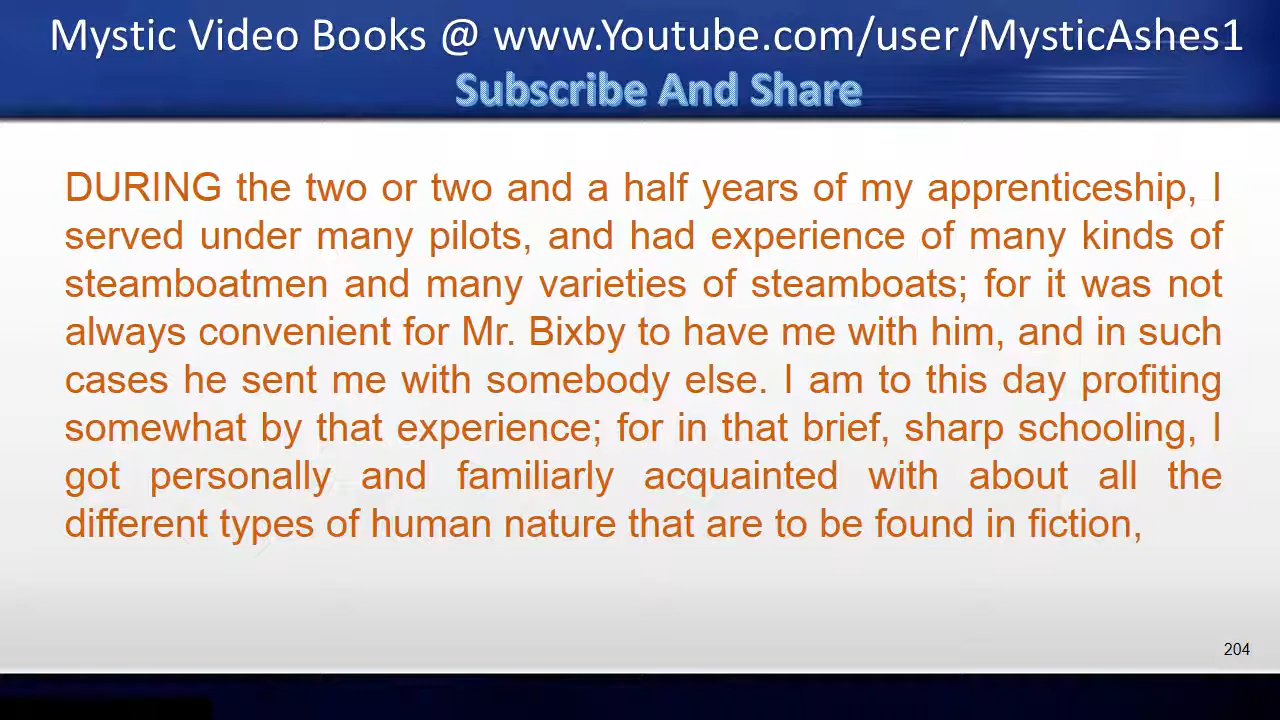 Mystic Video Books @ www.Youtube.com/user/MysticAshes1
Subscribe And Share
DURING the two or two and a half years of my apprenticeship, I
served under many pilots, and had experience of many kinds of
steamboatmen and many varieties of steamboats; for it was not
always convenient for Mr. Bixby to have me with him, and in such
cases he sent me with somebody else. I am to this day profiting
somewhat by that experience; for in that brief, sharp schooling, I
got personally and familiarly acquainted with about all the
different types of human nature that are to be found in fiction,
204